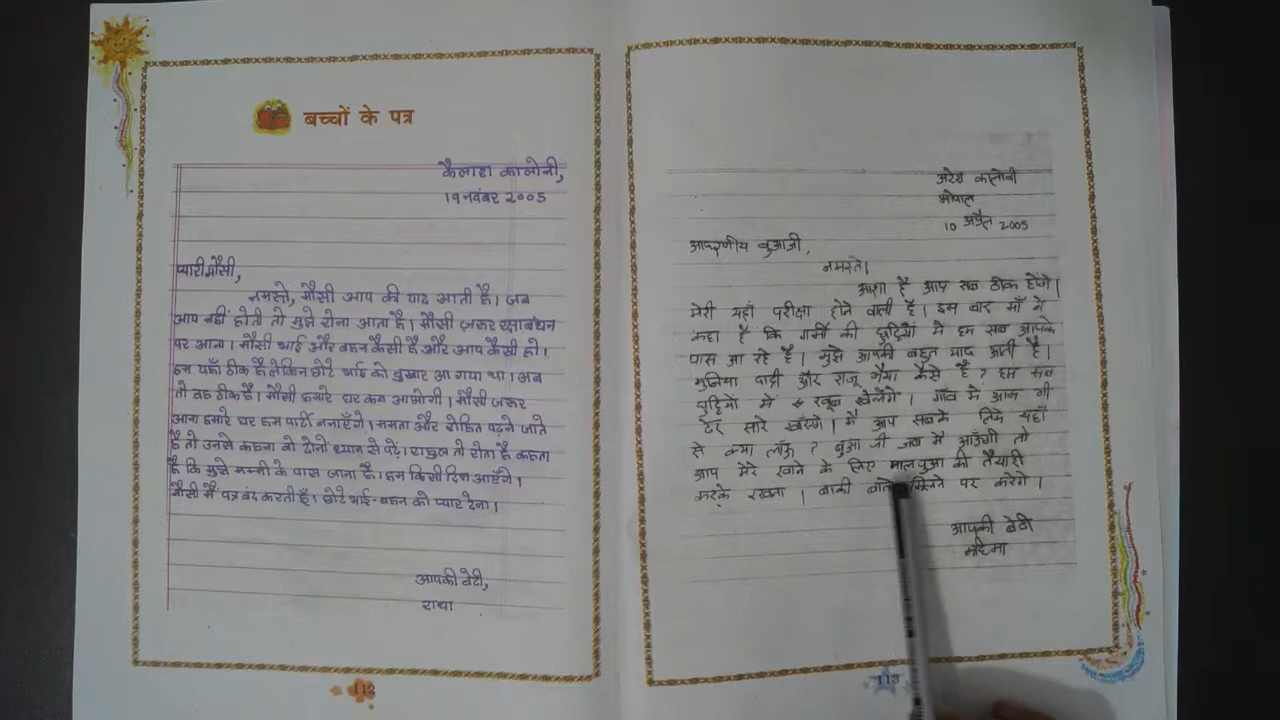 बच्चों के पत्र
कैलाश कालोनी,
19 नवंबर 2005
प्यारी मौसी,
नमस्ते, मौसी आप की याद आती है। जब
आप नहीं होती तो मुझे रोना आता है। मौसी ज़रूर रक्षाबंधन
पर आना। मौसी भाई और बहन कैसी है और आप कैसी हो।
हम यहाँ ठीक है लेकिन छोटे भाई को बुखार आ गया था। अब
तो वह ठीक है। मौसी हमारे घर कब आओगी। मौसी ज़रूर
आना हमारे घर हम पार्टी मनाएँगे। ममता और रोहित पढ़ने जाते
है तो उनसे कहना वो दोनो ध्यान से पढ़ें। राहुल तो रोता है कहता
है कि मुझे मम्मी के पास जाना है। हम किसी दिन आएँगे।
मौसी मैं पत्र बंद करती हूँ। छोटे भाई-बहन को प्यार देना।
आपकी बेटी,
राधा
112
अरेरा कालोनी
भोपाल
10 अप्रैल 2005
आदरणीय बुआजी,
नमस्ते।
आशा है आप सब ठीक होंगे।
मेरी यहाँ परीक्षा होने वाली है। इस बार माँ ने
कहा है कि गर्मी की छुट्टियों में हम सब आपके
पास आ रहे है। मुझे आपकी बहुत याद आती है।
मुनिया दीदी और राजू भैया कैसे है? हम सब
छुट्टियों में खूब खेलेंगे। गाँव में आम भी
ढेर सारे खाएँगे। मैं आप सबके लिये यहाँ
से क्या लाऊँ? बुआ जी जब मैं आऊँगी तो
आप मेरे खाने के लिए मालपुआ की तैयारी
करके रखना। बाकी बाते मिलने पर करेंगे।
आपकी बेटी
महिमा
113